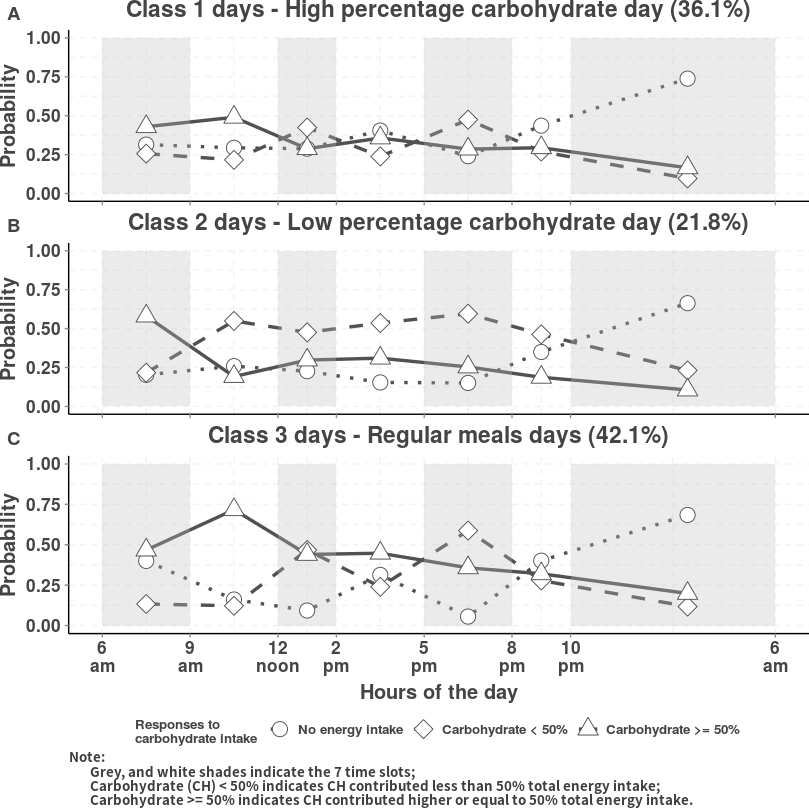 A
Class 1 days - High percentage carbohydrate day (36.1%)
Probability
1.00
0.75
0.50
0.25
0.00
B
Class 2 days - Low percentage carbohydrate day (21.8%)
Probability
1.00
0.75
0.50
0.25
0.00
C
Class 3 days - Regular meals days (42.1%)
Probability
1.00
0.75
0.50
0.25
0.00
6 9 12 2 5 8 10 6
am am noon pm pm pm pm am
Hours of the day
Responses to
carbohydrate intake
No energy intake
Carbohydrate < 50%
Carbohydrate >= 50%
Note:
Grey, and white shades indicate the 7 time slots;
Carbohydrate (CH) < 50% indicates CH contributed less than 50% total energy intake;
Carbohydrate >= 50% indicates CH contributed higher or equal to 50% total energy intake.